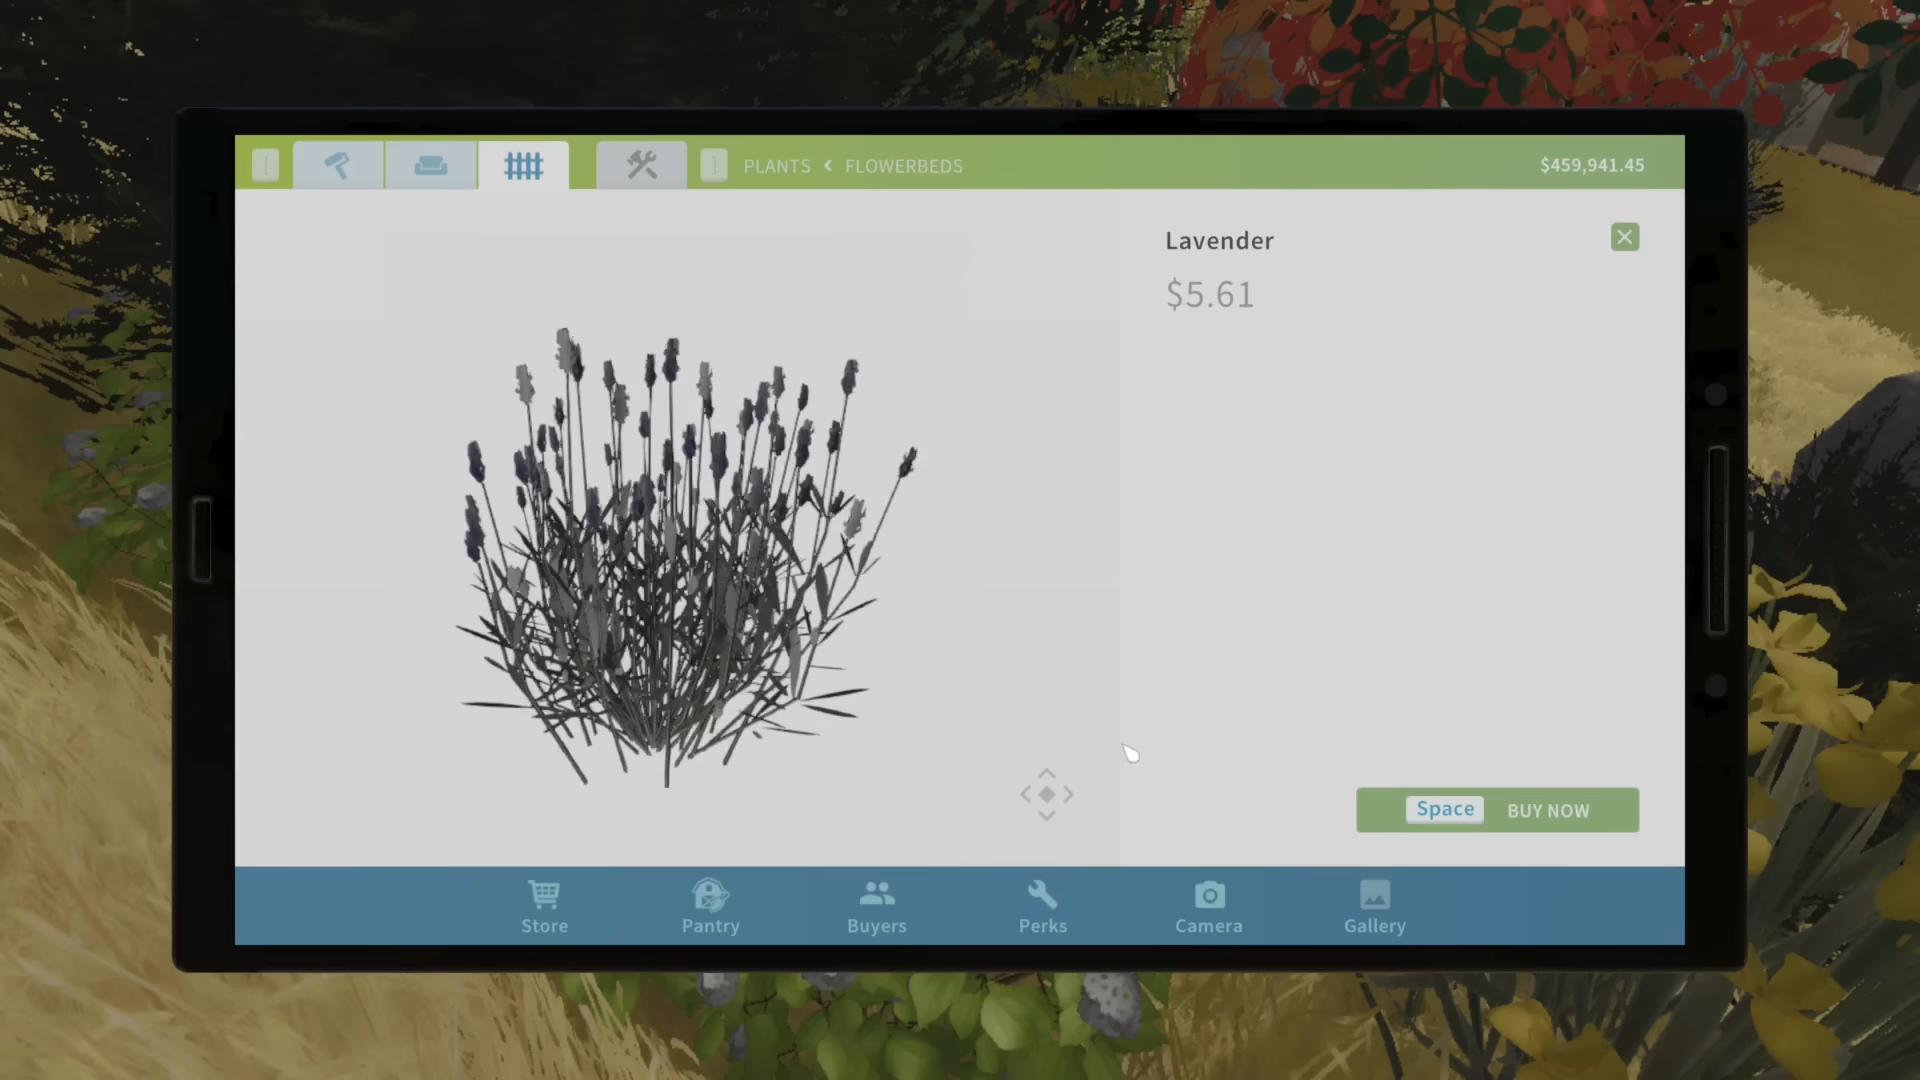 PLANTS < FLOWERBEDS
$459,941.45
Lavender
$5.61
Space BUY NOW
Store Pantry Buyers Perks Camera Gallery